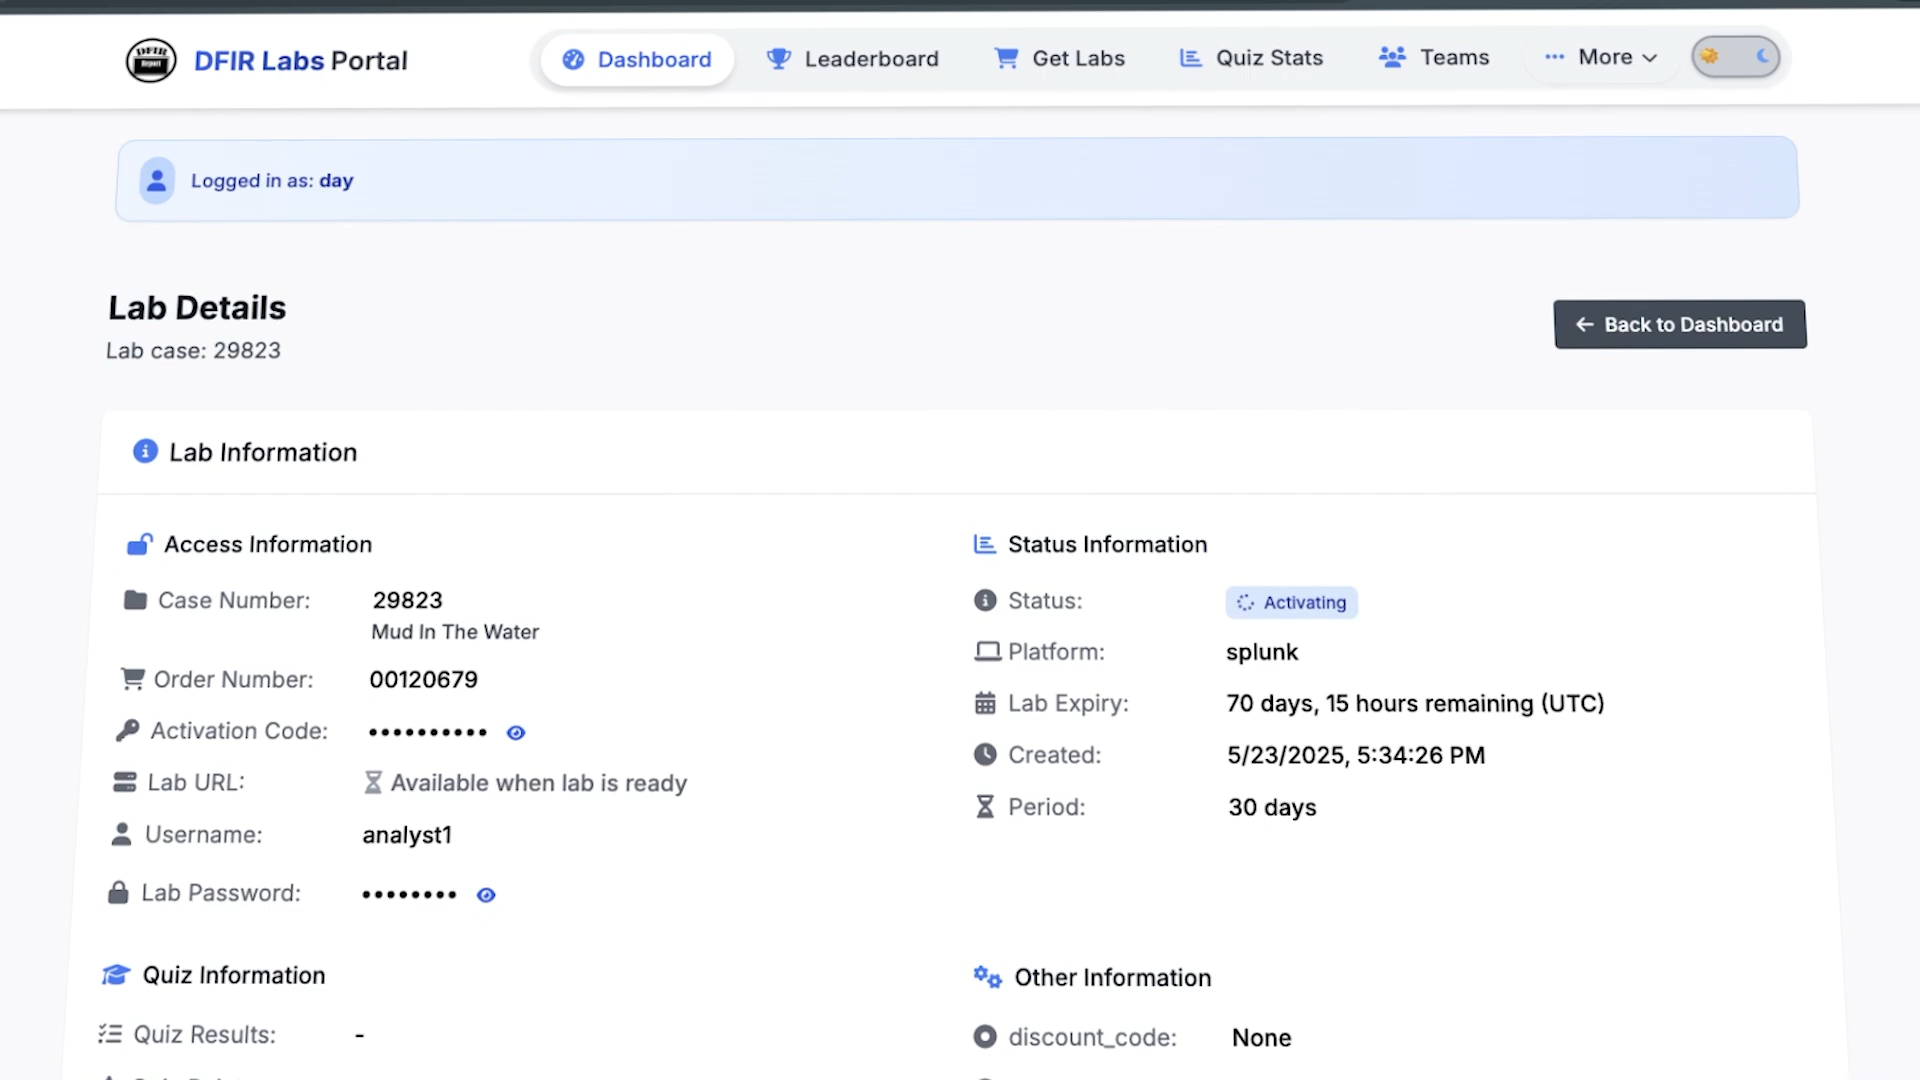 DFIR
Report
DFIR Labs Portal
Dashboard
Leaderboard
Get Labs
Quiz Stats
Teams
More
Logged in as: day
Lab Details
Lab case: 29823
Back to Dashboard
Lab Information
Access Information
Case Number: 29823
Mud In The Water
Order Number: 00120679
Activation Code: ••••••••••
Lab URL: Available when lab is ready
Username: analyst1
Lab Password: ••••••••
Status Information
Status: Activating
Platform: splunk
Lab Expiry: 70 days, 15 hours remaining (UTC)
Created: 5/23/2025, 5:34:26 PM
Period: 30 days
Quiz Information
Quiz Results: -
Other Information
discount_code: None